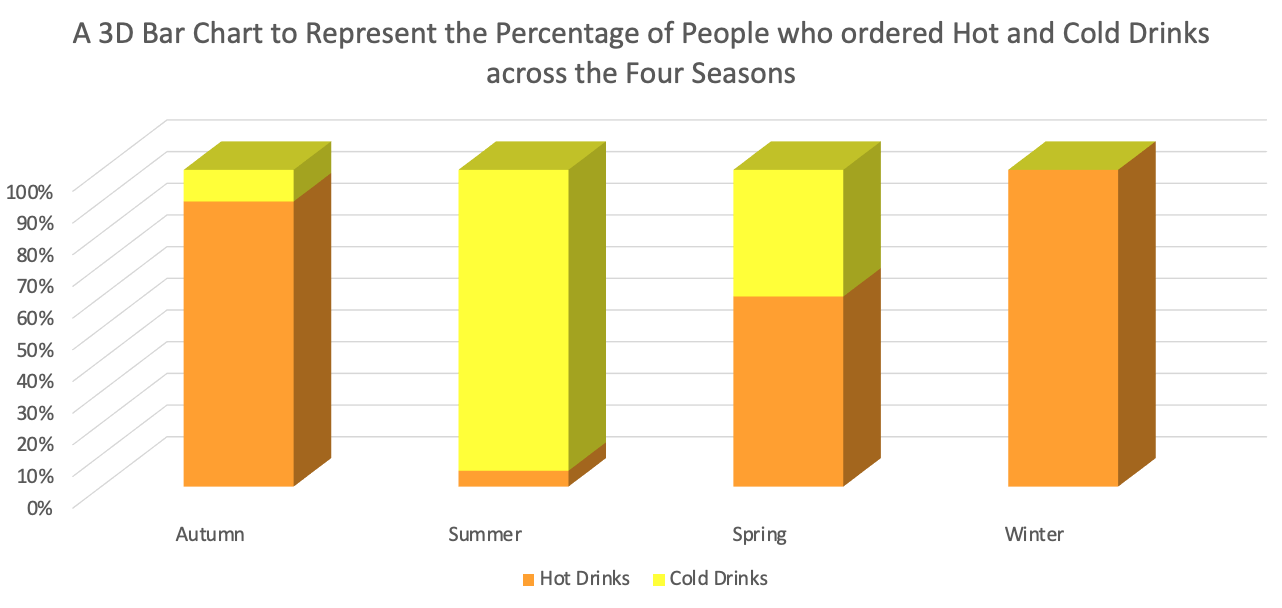 A 3D Bar Chart to Represent the Percentage of People who ordered Hot and Cold Drinks
across the Four Seasons
100%
90%
80%
70%
60%
50%
40%
30%
20%
10%
0%
Autumn Summer Spring Winter
Hot Drinks Cold Drinks